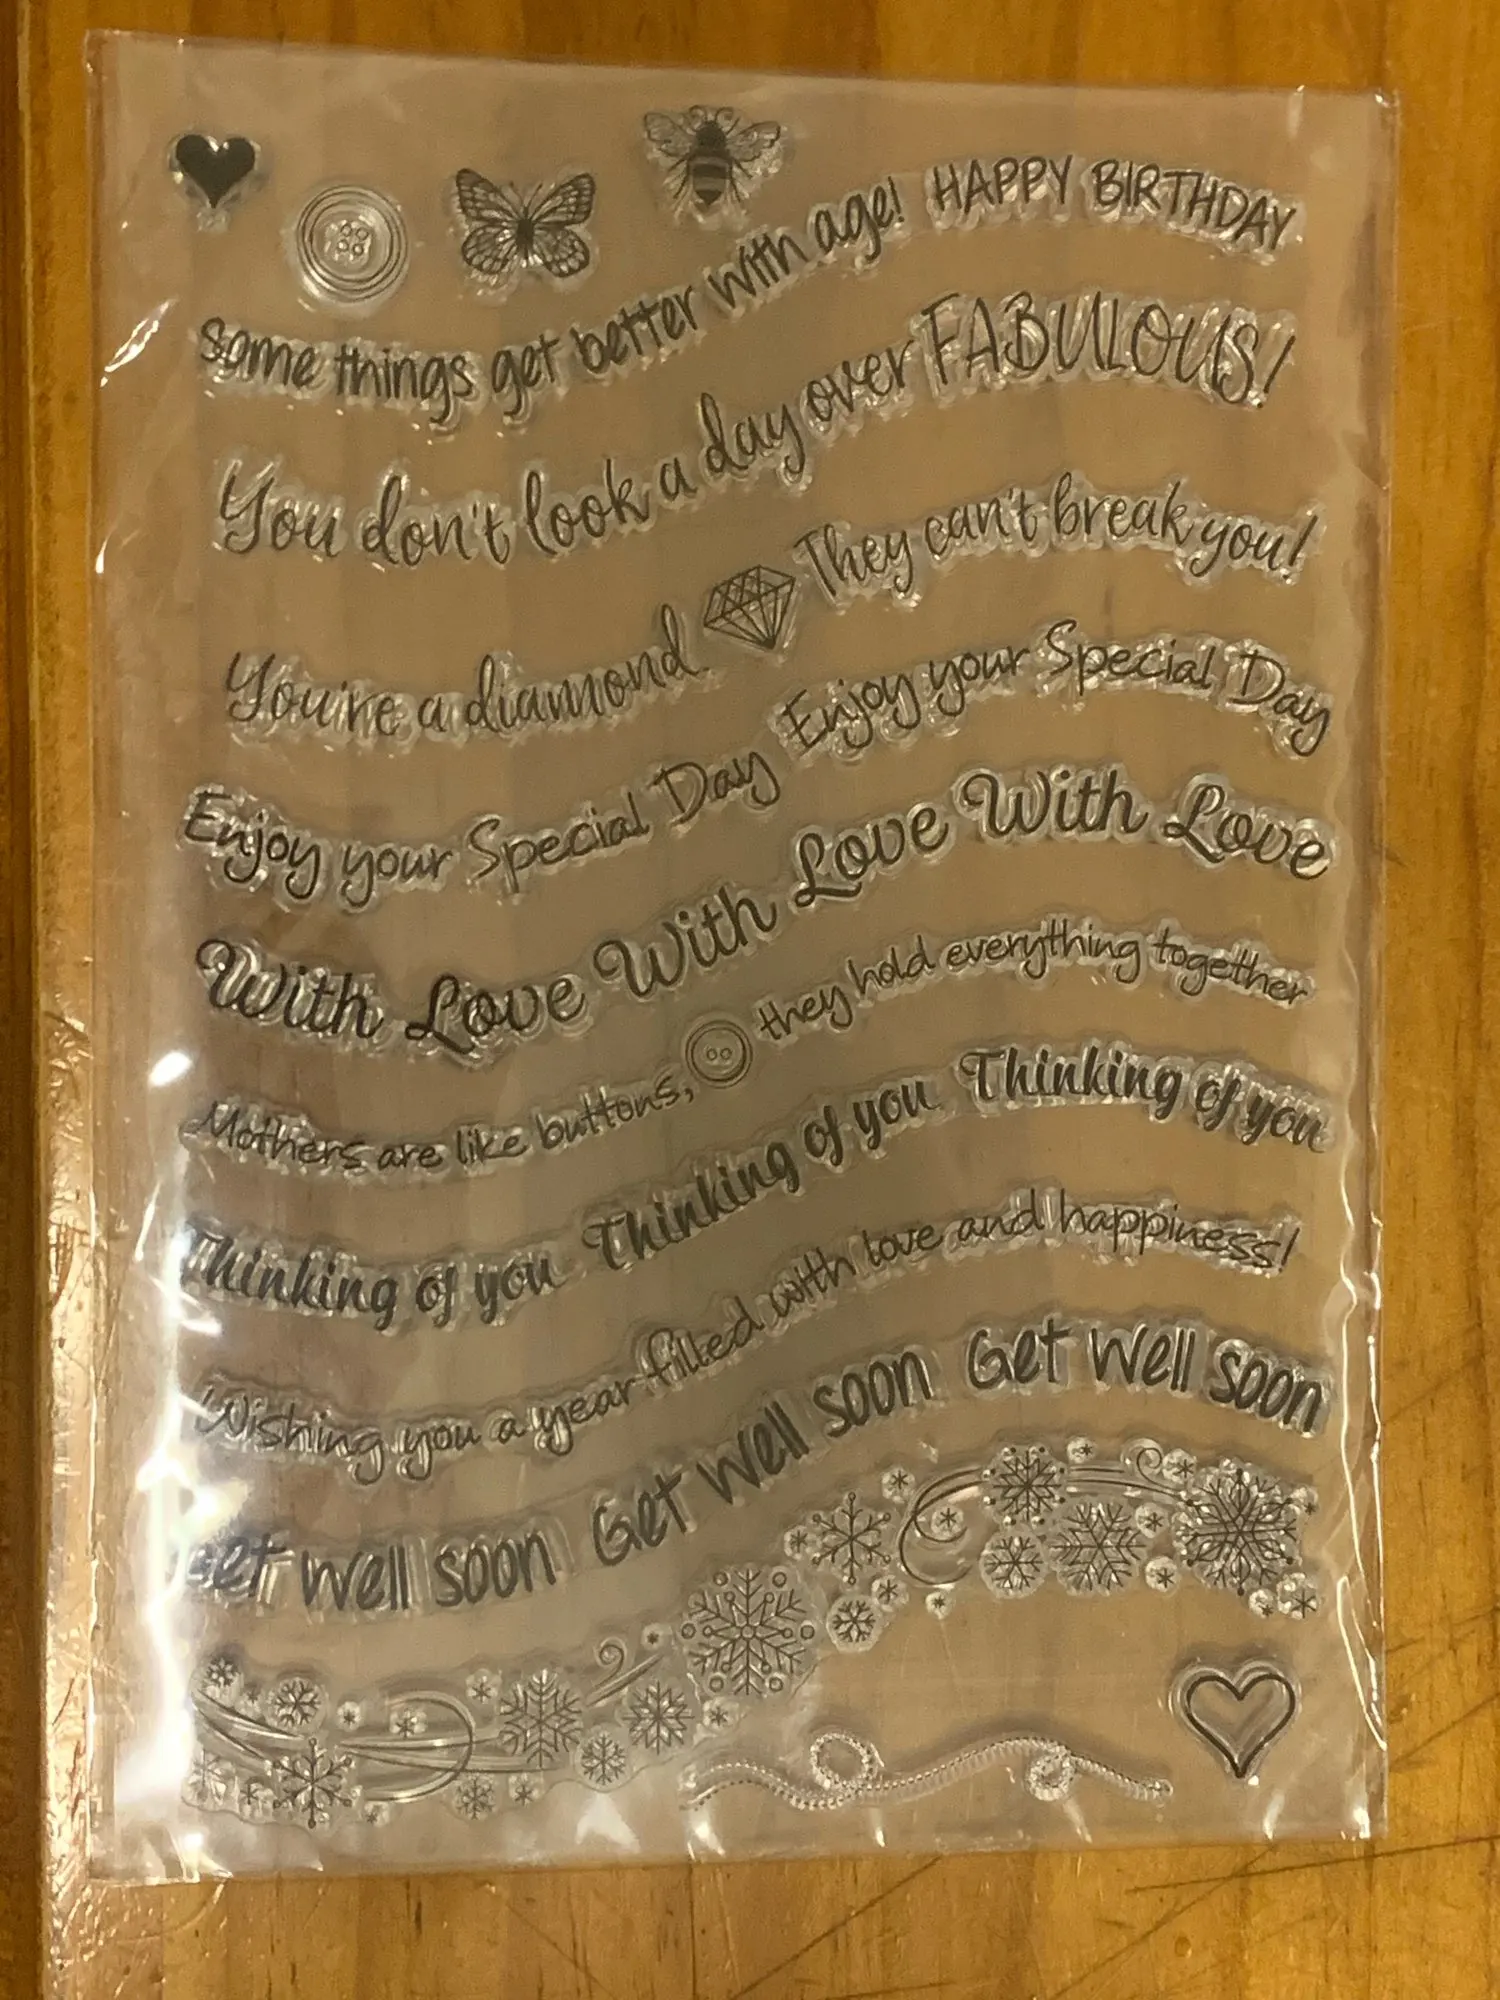 Some things get better with age! HAPPY BIRTHDAY
You don't look a day over FABULOUS!
You're a diamond They can't break you!
Enjoy your Special Day Enjoy your Special Day
With Love With Love With Love
Mothers are like buttons, they hold everything together
Thinking of you Thinking of you Thinking of you
Wishing you a year filled with love and happiness!
Get well soon Get well soon Get well soon